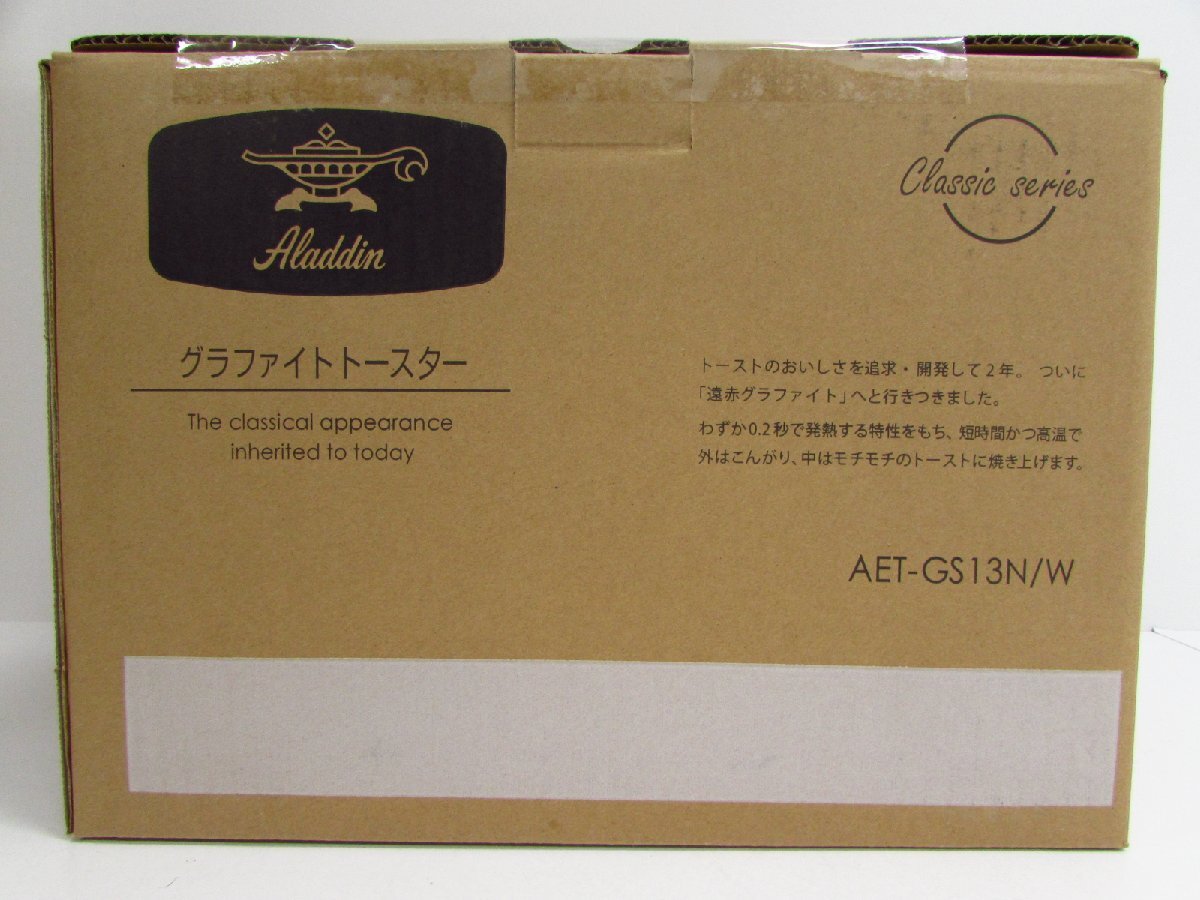 Aladdin
Classic series
グラファイトトースター
The classical appearance
inherited to today
トーストのおいしさを追求・開発して2年。 ついに
「遠赤グラファイト」へと行きつきました。
わずか0.2秒で発熱する特性をもち、短時間かつ高温で
外はこんがり、中はモチモチのトーストに焼き上げます。
AET-GS13N/W